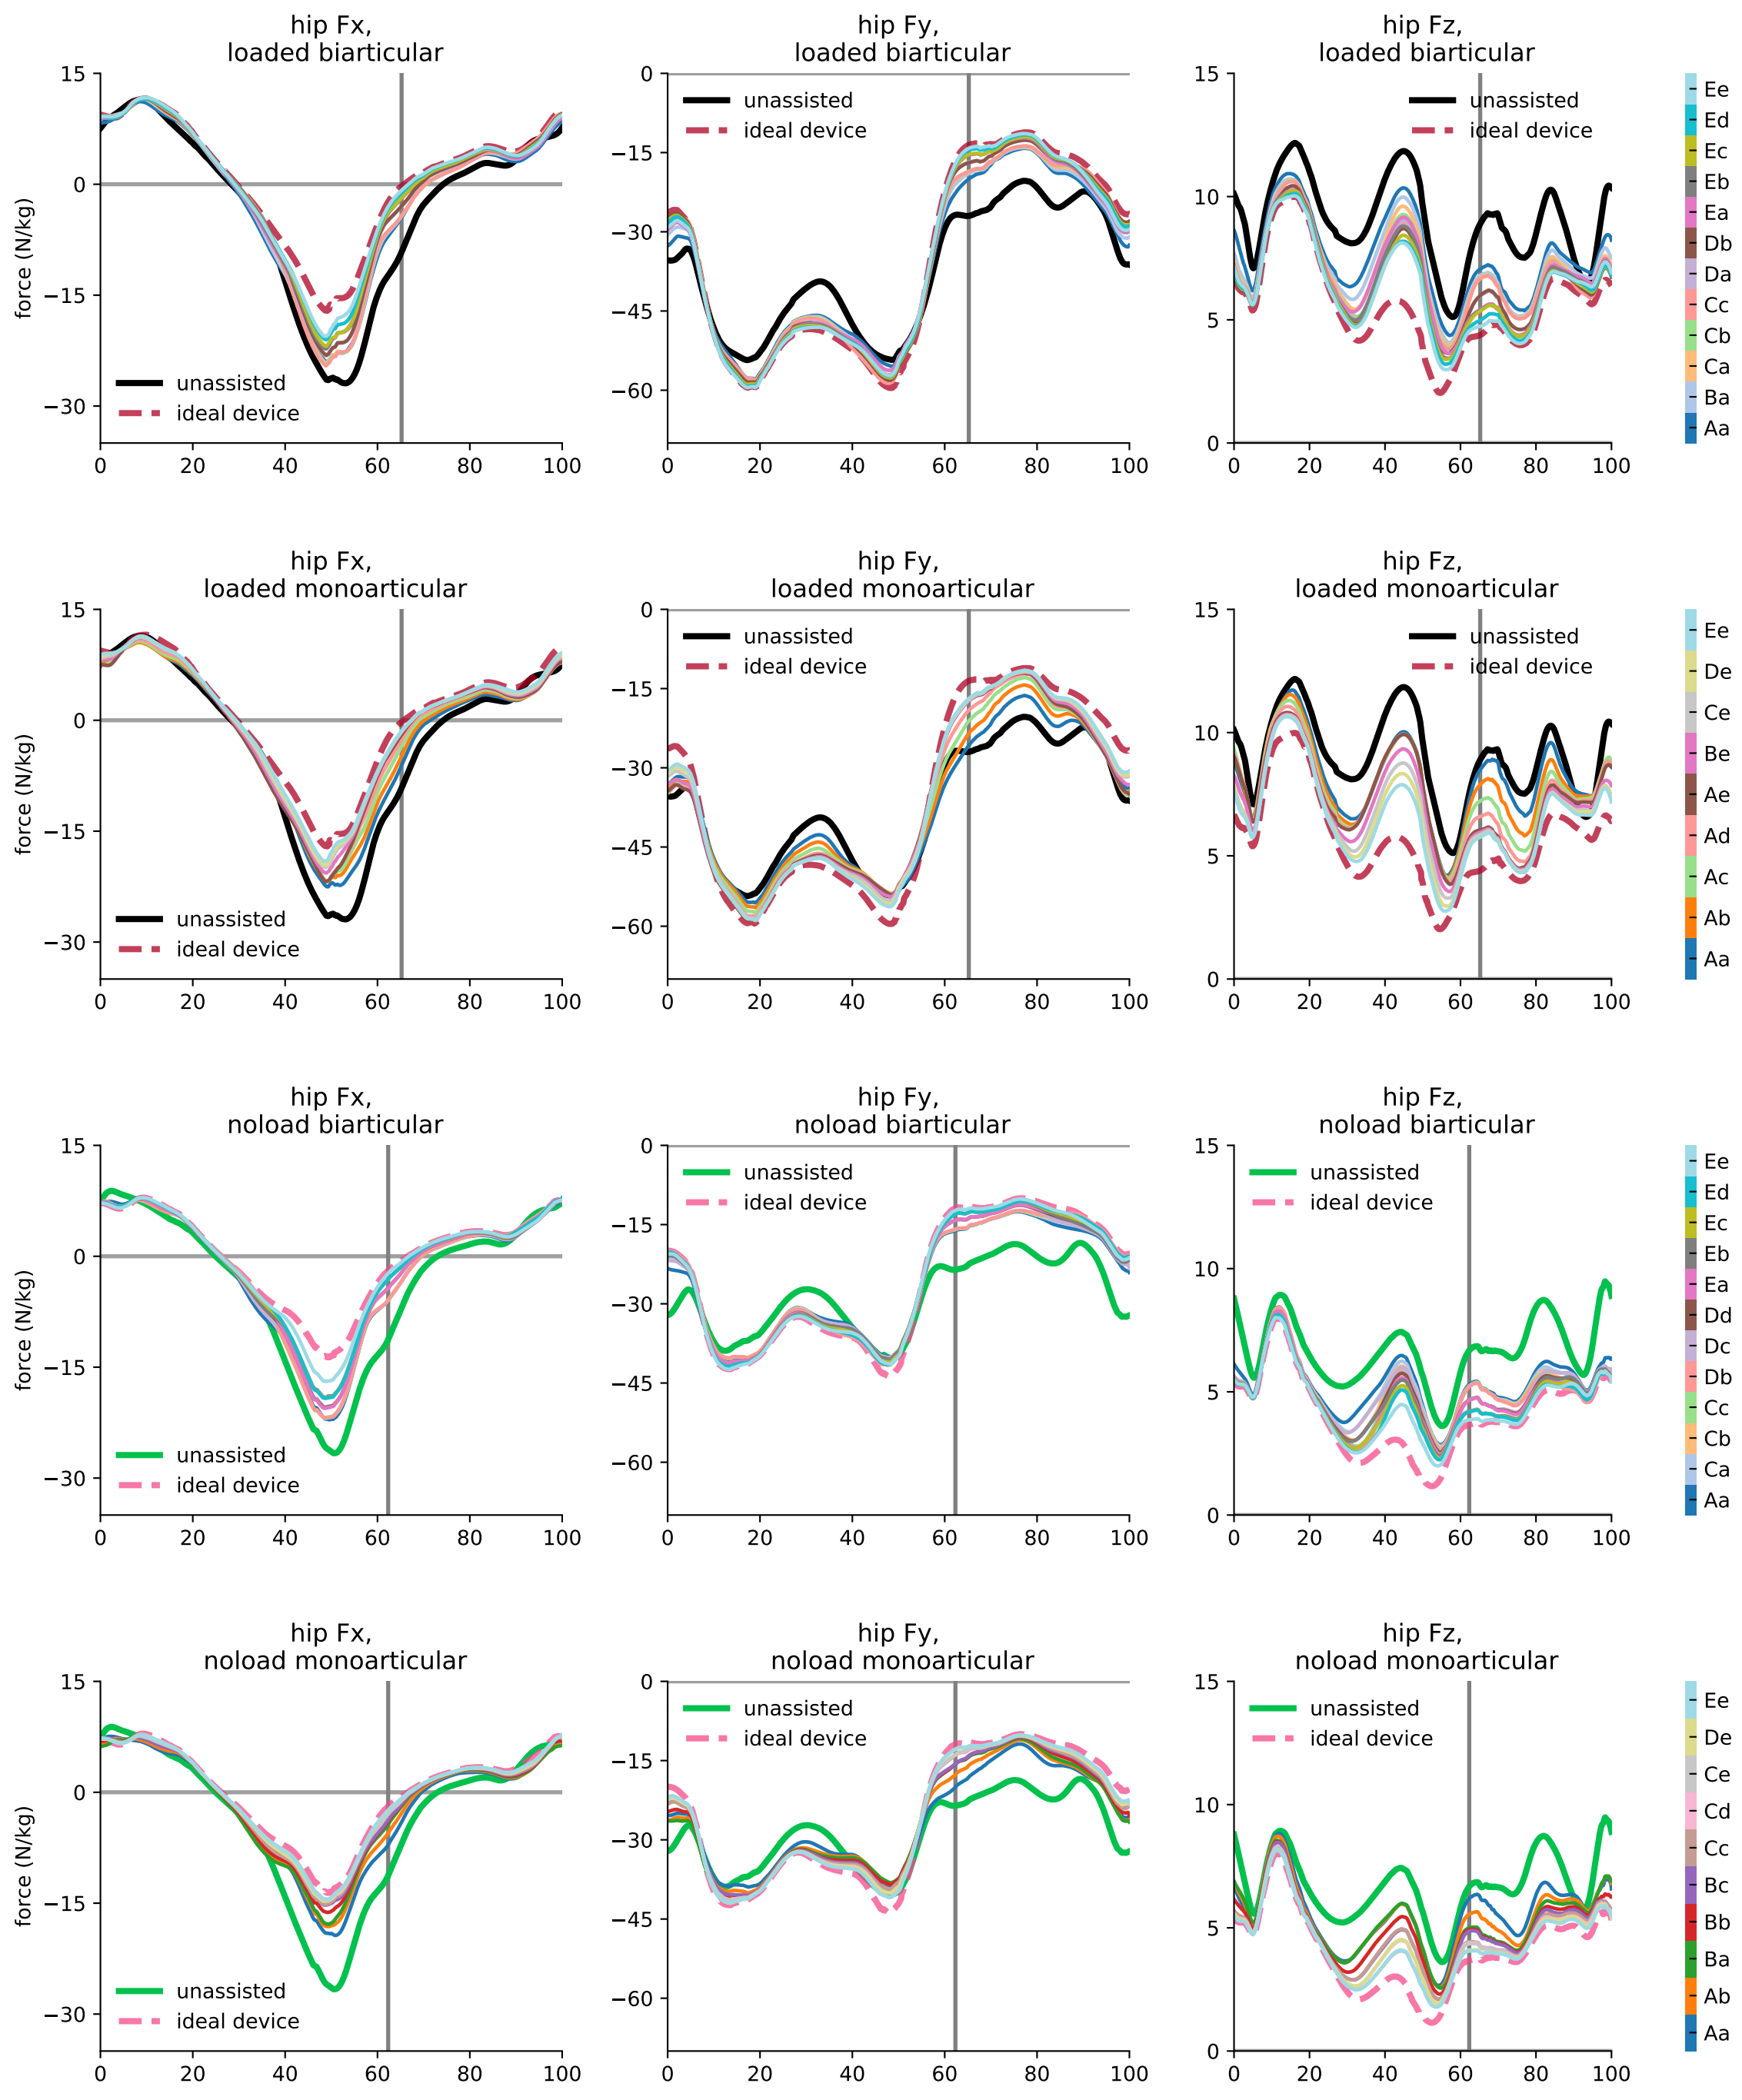 hip Fx,
loaded biarticular
hip Fy,
loaded biarticular
hip Fz,
loaded biarticular
force (N/kg)
15
0
−15
−30
0 20 40 60 80 100
unassisted
ideal device
0
−15
−30
−45
−60
0 20 40 60 80 100
unassisted
ideal device
15
10
5
0
0 20 40 60 80 100
unassisted
ideal device
Ee
Ed
Ec
Eb
Ea
Db
Da
Cc
Cb
Ca
Ba
Aa
hip Fx,
loaded monoarticular
hip Fy,
loaded monoarticular
hip Fz,
loaded monoarticular
force (N/kg)
15
0
−15
−30
0 20 40 60 80 100
unassisted
ideal device
0
−15
−30
−45
−60
0 20 40 60 80 100
unassisted
ideal device
15
10
5
0
0 20 40 60 80 100
unassisted
ideal device
Ee
De
Ce
Be
Ae
Ad
Ac
Ab
Aa
hip Fx,
noload biarticular
hip Fy,
noload biarticular
hip Fz,
noload biarticular
force (N/kg)
15
0
−15
−30
0 20 40 60 80 100
unassisted
ideal device
0
−15
−30
−45
−60
0 20 40 60 80 100
unassisted
ideal device
15
10
5
0
0 20 40 60 80 100
unassisted
ideal device
Ee
Ed
Ec
Eb
Ea
Dd
Dc
Db
Cc
Cb
Ca
Aa
hip Fx,
noload monoarticular
hip Fy,
noload monoarticular
hip Fz,
noload monoarticular
force (N/kg)
15
0
−15
−30
0 20 40 60 80 100
unassisted
ideal device
0
−15
−30
−45
−60
0 20 40 60 80 100
unassisted
ideal device
15
10
5
0
0 20 40 60 80 100
unassisted
ideal device
Ee
De
Ce
Cd
Cc
Bc
Bb
Ba
Ab
Aa